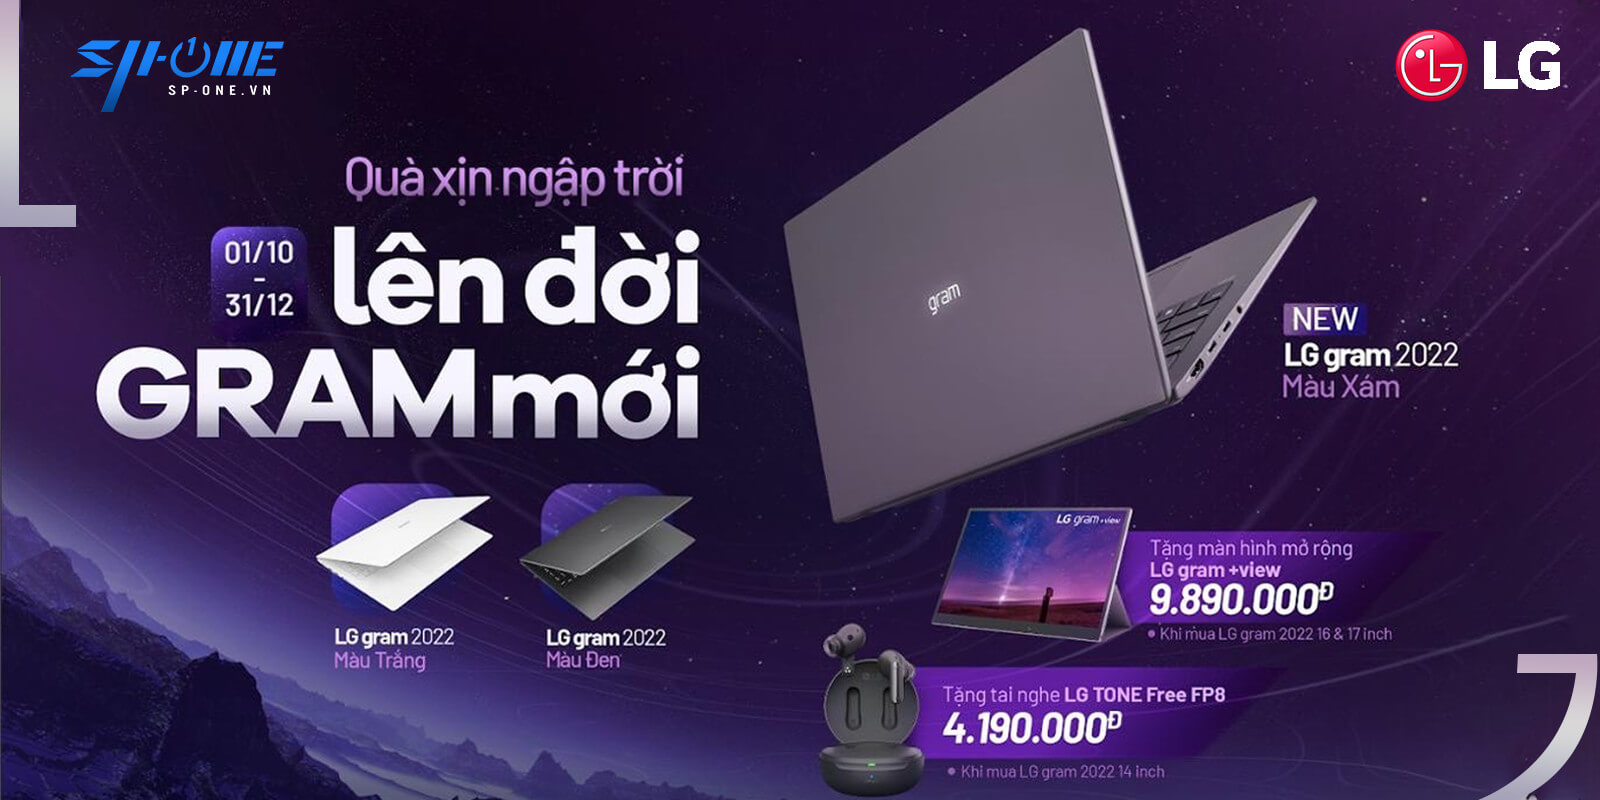 SP-ONE
SP-ONE.VN
LG
LG
Quà xịn ngập trời
01/10
-
31/12
lên đời
GRAM mới
gram
NEW
LG gram 2022
Màu Xám
LG gram 2022
Màu Trắng
LG gram 2022
Màu Đen
LG gram +view
Tặng màn hình mở rộng
LG gram +view
9.890.000Đ
• Khi mua LG gram 2022 16 & 17 inch
Tặng tai nghe LG TONE Free FP8
4.190.000Đ
• Khi mua LG gram 2022 14 inch